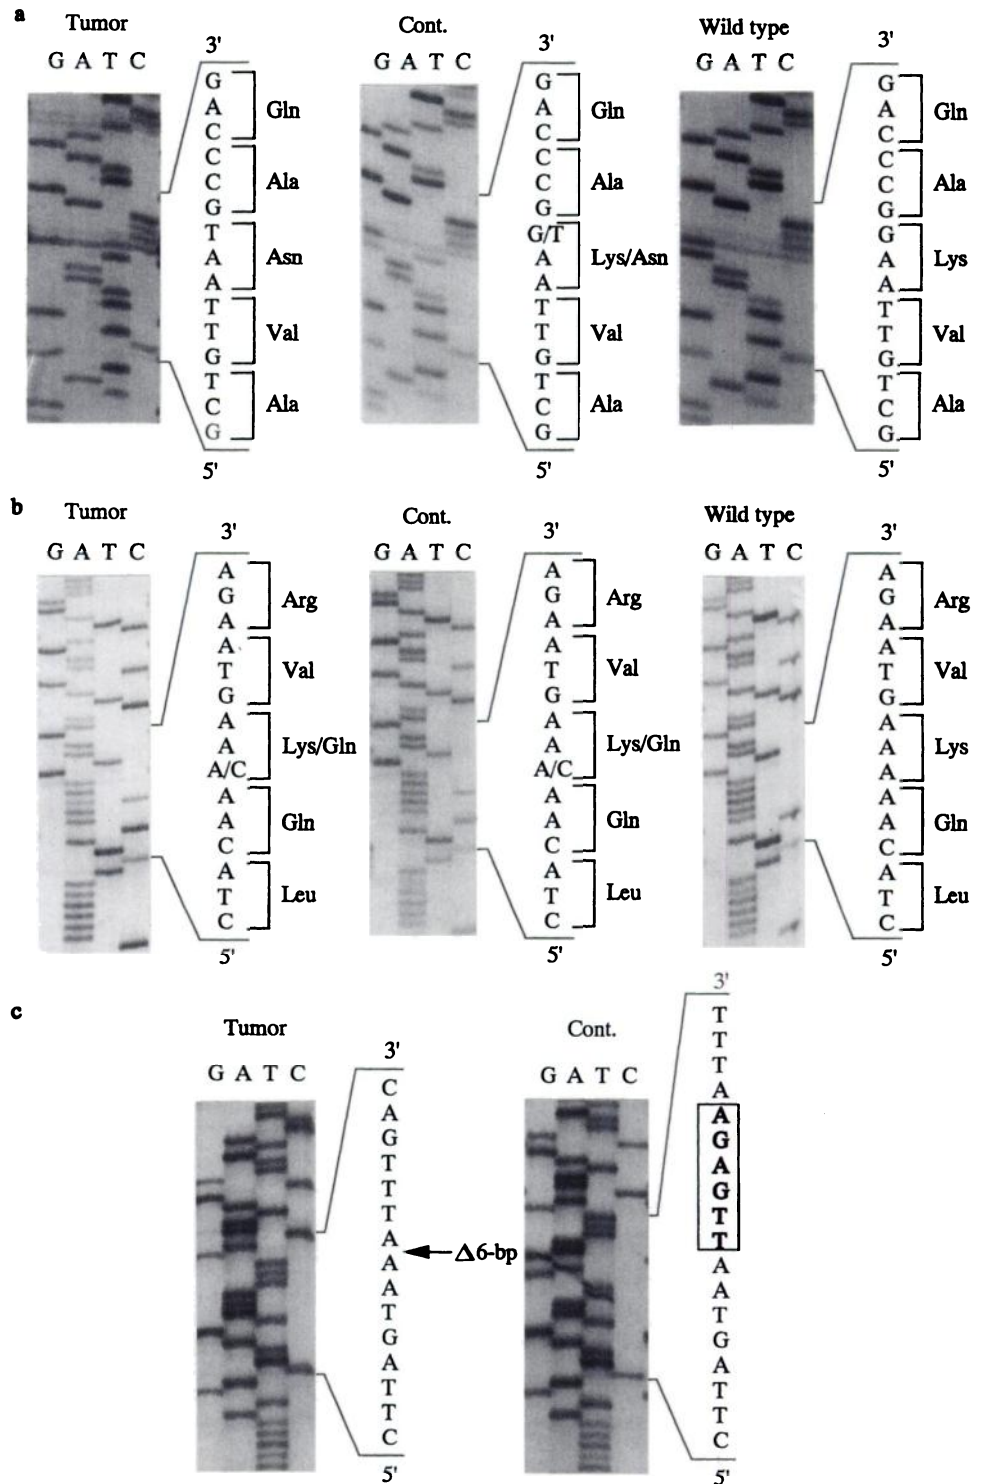 a
Tumor
G A T C
3'
G
A
C
Gln
C
C
G
Ala
T
A
A
Asn
T
T
G
Val
T
C
G
Ala
5'
Cont.
G A T C
3'
G
A
C
Gln
C
C
G
Ala
G/T
A
A
Lys/Asn
T
T
G
Val
T
C
G
Ala
5'
Wild type
G A T C
3'
G
A
C
Gln
C
C
G
Ala
G
A
A
Lys
T
T
G
Val
T
C
G
Ala
5'
b
Tumor
G A T C
3'
A
G
A
Arg
A
T
G
Val
A
A
A/C
Lys/Gln
A
A
C
Gln
A
T
C
Leu
5'
Cont.
G A T C
3'
A
G
A
Arg
A
T
G
Val
A
A
A/C
Lys/Gln
A
A
C
Gln
A
T
C
Leu
5'
Wild type
G A T C
3'
A
G
A
Arg
A
T
G
Val
A
A
A
Lys
A
A
C
Gln
A
T
C
Leu
5'
c
Tumor
G A T C
3'
C
A
G
T
T
T
A
A
A
T
G
A
T
T
C
5'
Δ6-bp
Cont.
G A T C
3'
T
T
T
A
A
G
A
G
T
T
A
A
T
G
A
T
T
C
5'